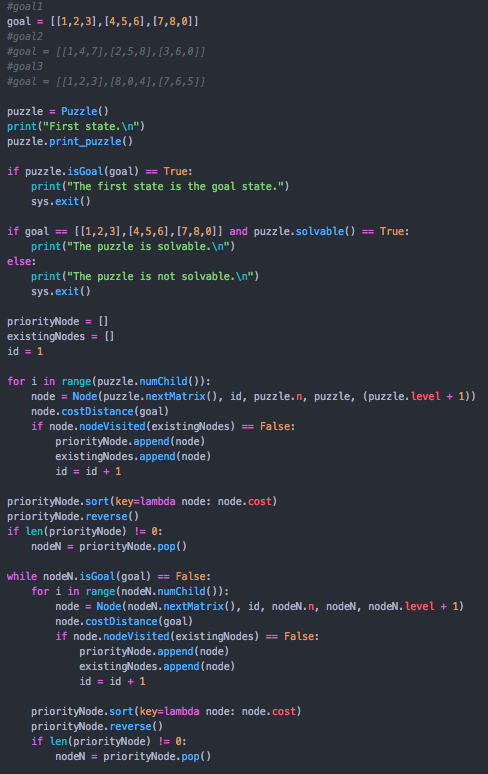 #goal1
goal = [[1,2,3],[4,5,6],[7,8,0]]
#goal2
#goal = [[1,4,7],[2,5,8],[3,6,0]]
#goal3
#goal = [[1,2,3],[8,0,4],[7,6,5]]

puzzle = Puzzle()
print("First state.\n")
puzzle.print_puzzle()

if puzzle.isGoal(goal) == True:
    print("The first state is the goal state.")
    sys.exit()

if goal == [[1,2,3],[4,5,6],[7,8,0]] and puzzle.solvable() == True:
    print("The puzzle is solvable.\n")
else:
    print("The puzzle is not solvable.\n")
    sys.exit()

priorityNode = []
existingNodes = []
id = 1

for i in range(puzzle.numChild()):
    node = Node(puzzle.nextMatrix(), id, puzzle.n, puzzle, (puzzle.level + 1))
    node.costDistance(goal)
    if node.nodeVisited(existingNodes) == False:
        priorityNode.append(node)
        existingNodes.append(node)
        id = id + 1

priorityNode.sort(key=lambda node: node.cost)
priorityNode.reverse()
if len(priorityNode) != 0:
    nodeN = priorityNode.pop()

while nodeN.isGoal(goal) == False:
    for i in range(nodeN.numChild()):
        node = Node(nodeN.nextMatrix(), id, nodeN.n, nodeN, nodeN.level + 1)
        node.costDistance(goal)
        if node.nodeVisited(existingNodes) == False:
            priorityNode.append(node)
            existingNodes.append(node)
            id = id + 1

    priorityNode.sort(key=lambda node: node.cost)
    priorityNode.reverse()
    if len(priorityNode) != 0:
        nodeN = priorityNode.pop()